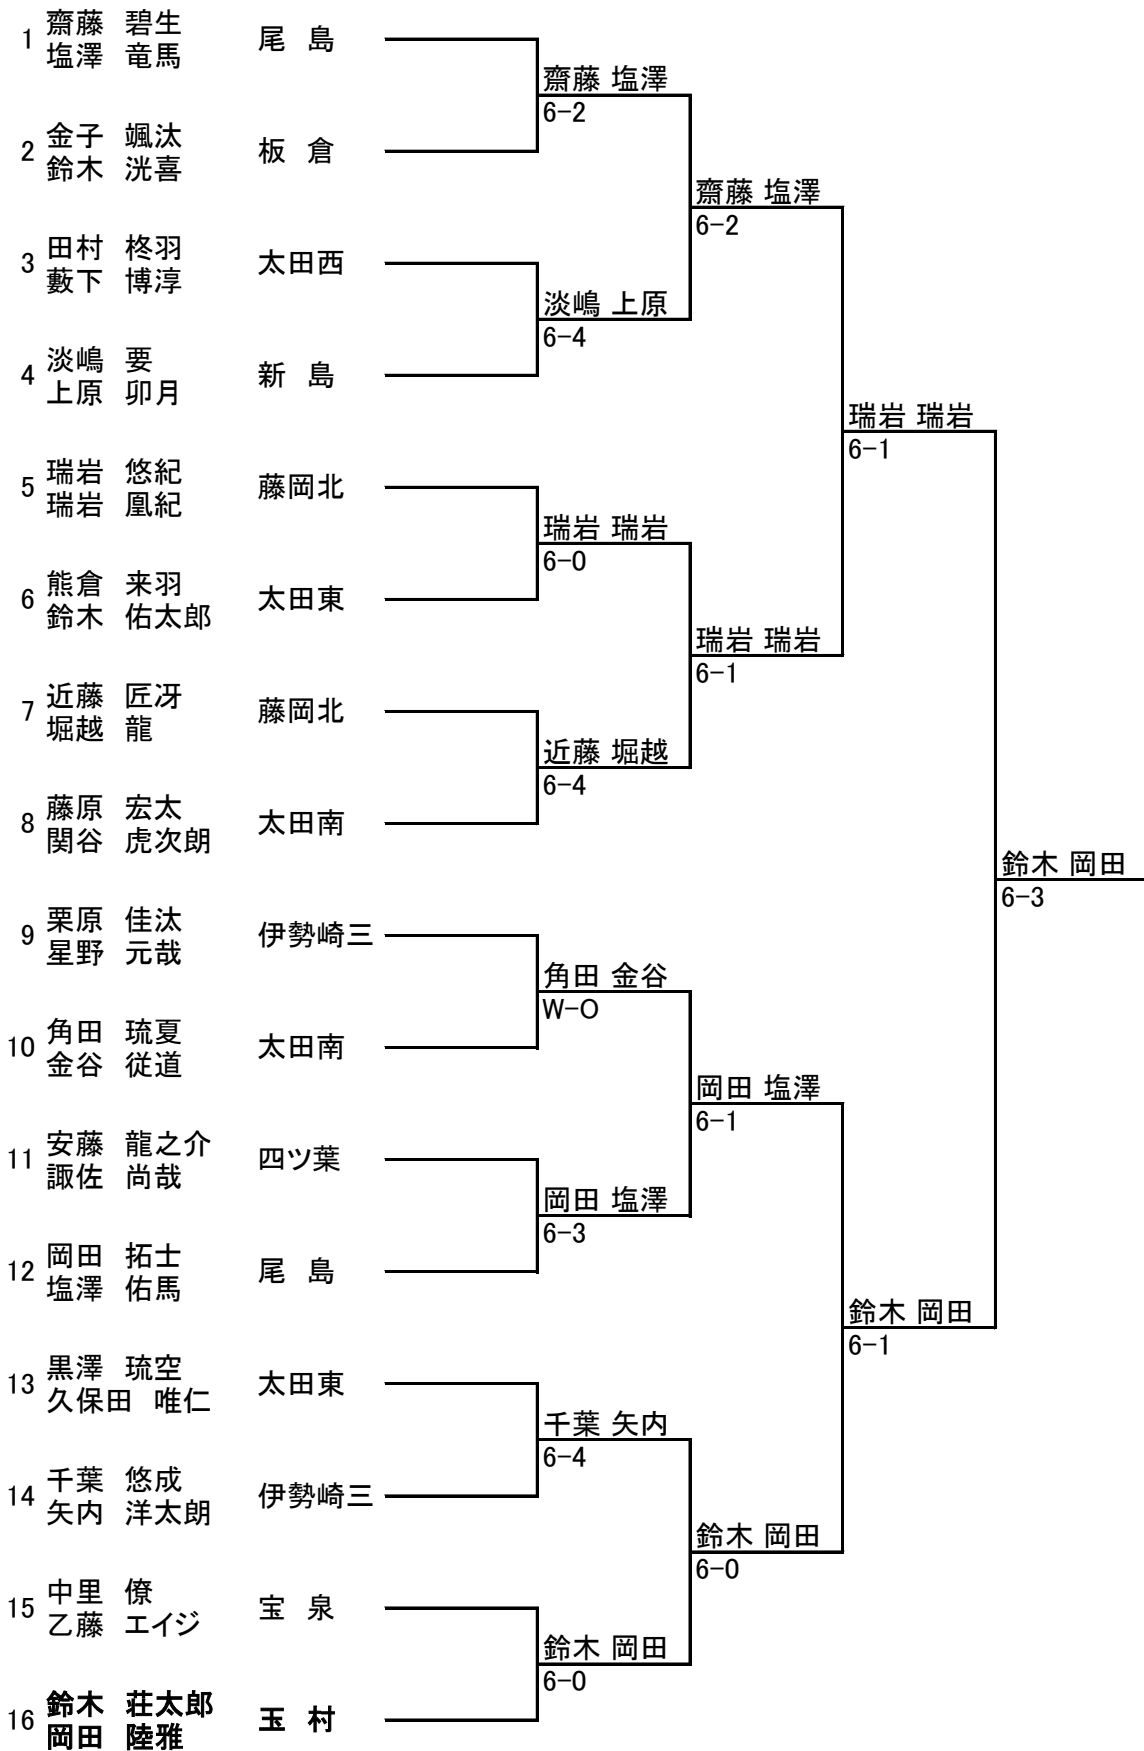 1 齋藤 碧生 尾 島
塩澤 竜馬
齋藤 塩澤
6-2
2 金子 颯汰 板 倉
鈴木 洸喜
齋藤 塩澤
6-2
3 田村 柊羽 太田西
藪下 博淳
淡嶋 上原
6-4
4 淡嶋 要 新 島
上原 卯月
瑞岩 瑞岩
6-1
5 瑞岩 悠紀 藤岡北
瑞岩 凰紀
瑞岩 瑞岩
6-0
6 熊倉 来羽 太田東
鈴木 佑太郎
瑞岩 瑞岩
6-1
7 近藤 匠冴 藤岡北
堀越 龍
近藤 堀越
6-4
8 藤原 宏太 太田南
関谷 虎次朗
鈴木 岡田
6-3
9 栗原 佳汰 伊勢崎三
星野 元哉
角田 金谷
W-O
10 角田 琉夏 太田南
金谷 従道
岡田 塩澤
6-1
11 安藤 龍之介 四ツ葉
諏佐 尚哉
岡田 塩澤
6-3
12 岡田 拓士 尾 島
塩澤 佑馬
鈴木 岡田
6-1
13 黒澤 琉空 太田東
久保田 唯仁
千葉 矢内
6-4
14 千葉 悠成 伊勢崎三
矢内 洋太朗
鈴木 岡田
6-0
15 中里 僚 宝 泉
乙藤 エイジ
鈴木 岡田
6-0
16 鈴木 荘太郎 玉 村
岡田 陸雅